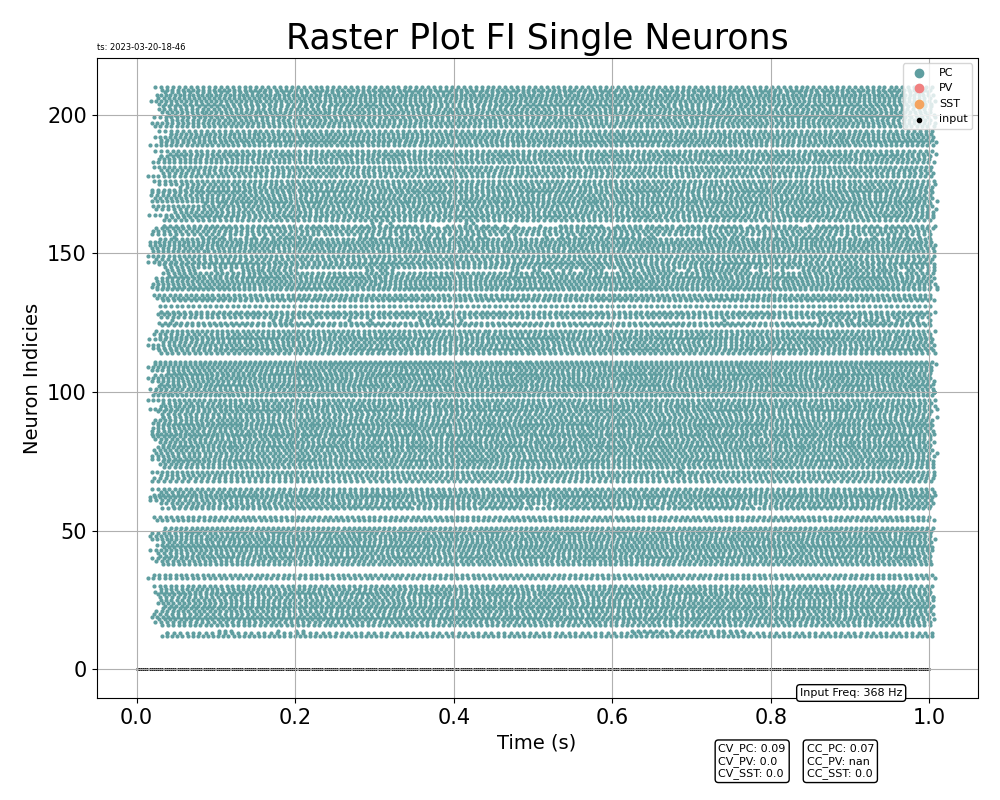 Raster Plot FI Single Neurons
ts: 2023-03-20-18-46
PC
PV
SST
input
200
150
100
50
0
Neuron Indicies
Input Freq: 368 Hz
0.0 0.2 0.4 0.6 0.8 1.0
Time (s)
CV_PC: 0.09
CV_PV: 0.0
CV_SST: 0.0
CC_PC: 0.07
CC_PV: nan
CC_SST: 0.0